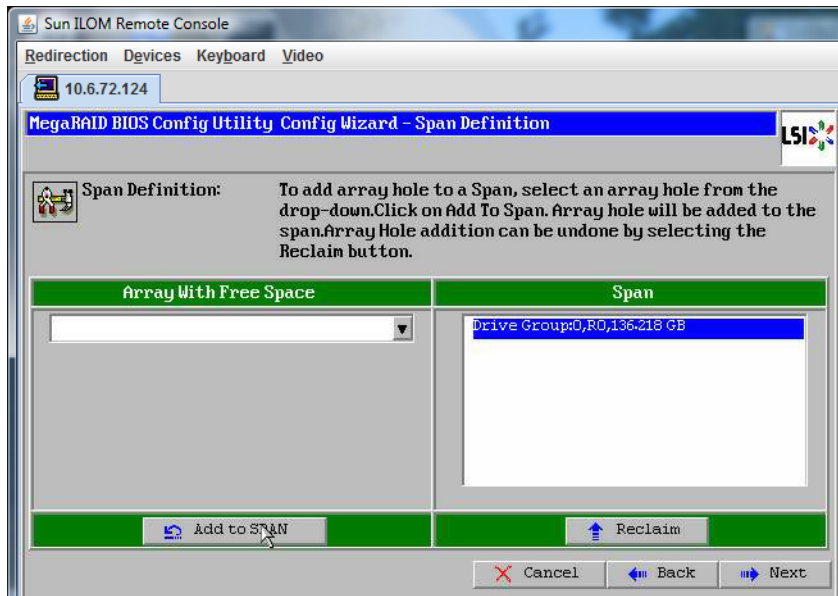 Sun ILOM Remote Console
Redirection Devices Keyboard Video
10.6.72.124
MegaRAID BIOS Config Utility Config Wizard - Span Definition
LSI
Span Definition:
To add array hole to a Span, select an array hole from the
drop-down.Click on Add To Span. Array hole will be added to the
span.Array Hole addition can be undone by selecting the
Reclaim button.
Array With Free Space
Span
Drive Group:0,R0,136.218 GB
Add to SPAN
Reclaim
Cancel
Back
Next